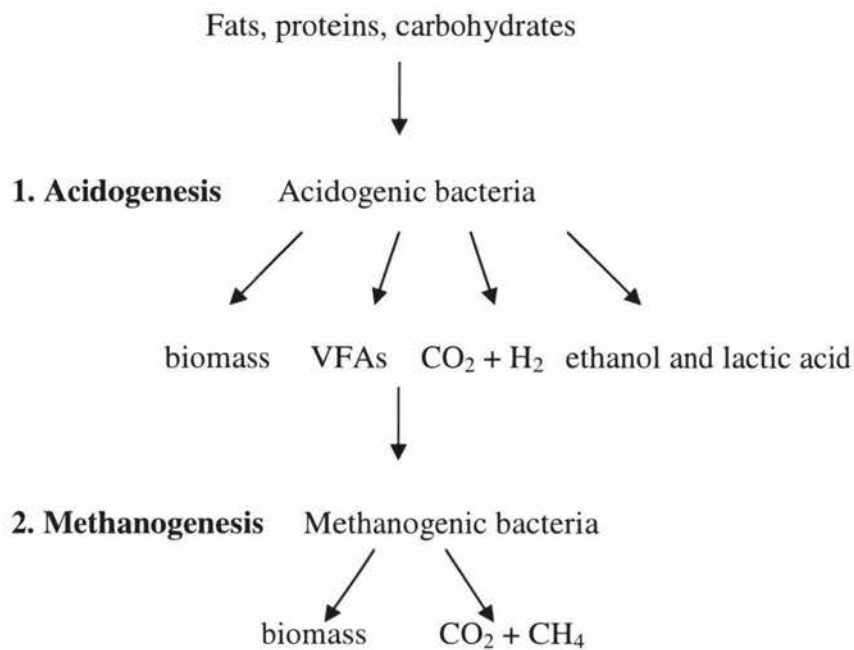 Fats, proteins, carbohydrates
1. Acidogenesis Acidogenic bacteria
biomass VFAs CO₂ + H₂ ethanol and lactic acid
2. Methanogenesis Methanogenic bacteria
biomass CO₂ + CH₄